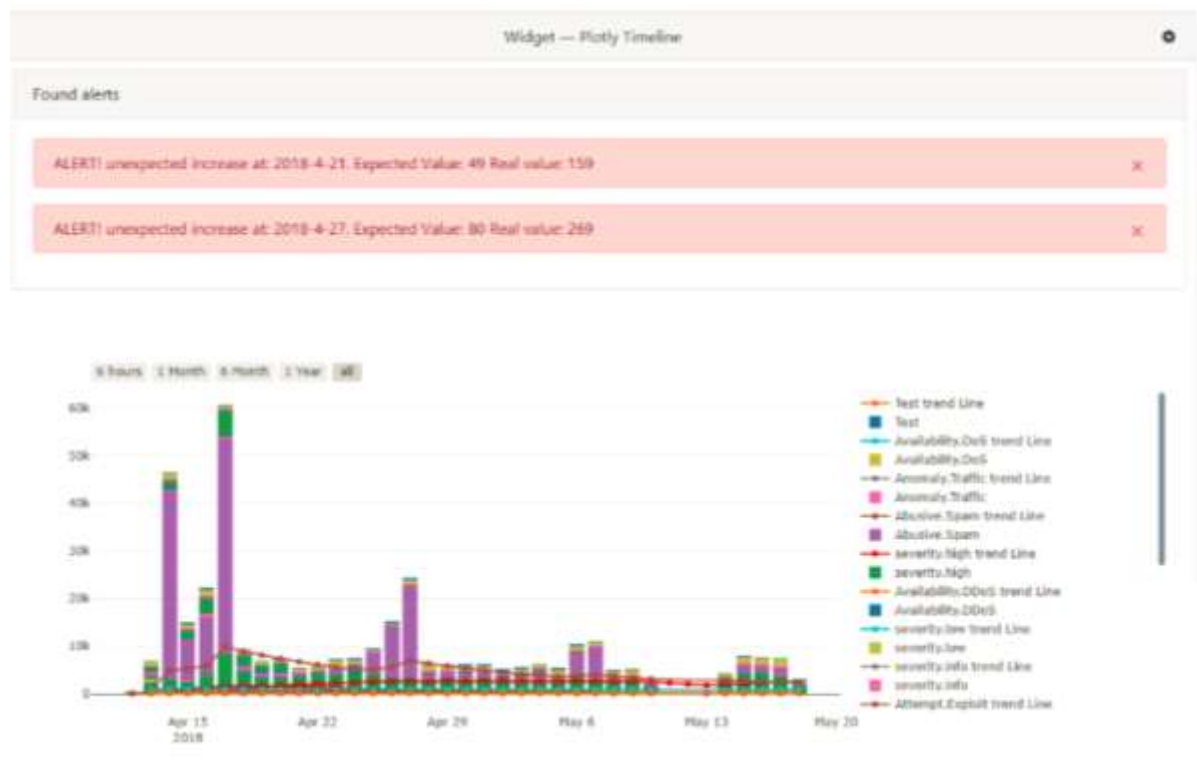 Widget — Plotly Timeline
Found alerts
ALERT! unexpected increase at: 2018-4-21. Expected Value: 49 Real value: 159
×
ALERT! unexpected increase at: 2018-4-27. Expected Value: 80 Real value: 269
×
6 hours 1 Month 6 Month 1 Year all
60k
50k
40k
30k
20k
10k
0
Apr 15
2018
Apr 22
Apr 29
May 6
May 13
May 20
Test trend Line
Test
Availability.DoS trend Line
Availability.DoS
Anomaly.Traffic trend Line
Anomaly.Traffic
Abusive.Spam trend Line
Abusive.Spam
severity.high trend Line
severity.high
Availability.DDoS trend Line
Availability.DDoS
severity.low trend Line
severity.low
severity.info trend Line
severity.info
Attempt.Exploit trend Line